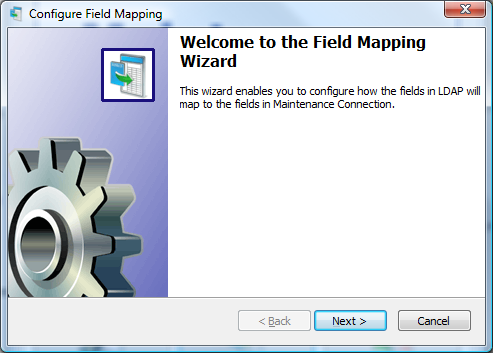 Configure Field Mapping
Welcome to the Field Mapping
Wizard
This wizard enables you to configure how the fields in LDAP will
map to the fields in Maintenance Connection.
< Back
Next >
Cancel